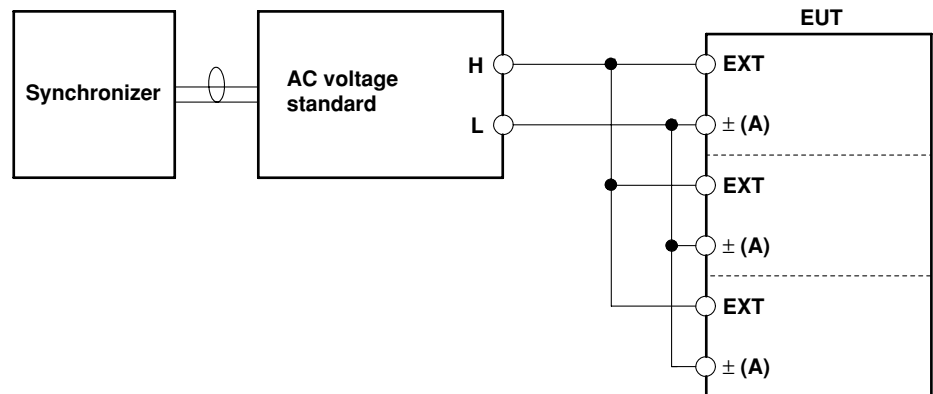 EUT
Synchronizer
AC voltage
standard
H
L
EXT
± (A)
EXT
± (A)
EXT
± (A)